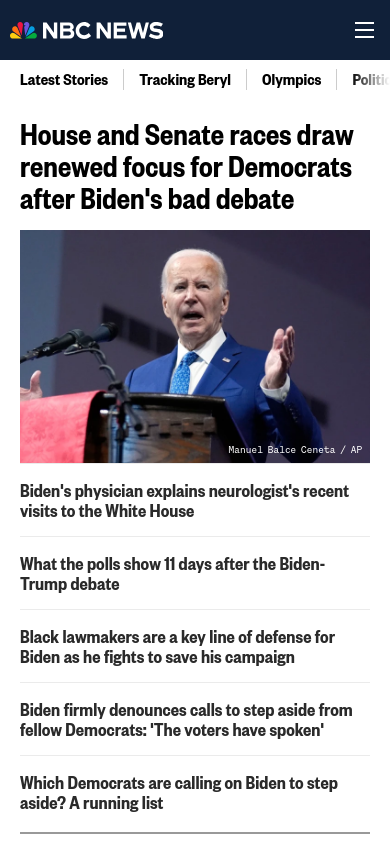 NBC NEWS
Latest Stories
Tracking Beryl
Olympics
Politic
House and Senate races draw
renewed focus for Democrats
after Biden's bad debate
Manuel Balce Ceneta / AP
Biden's physician explains neurologist's recent
visits to the White House
What the polls show 11 days after the Biden-
Trump debate
Black lawmakers are a key line of defense for
Biden as he fights to save his campaign
Biden firmly denounces calls to step aside from
fellow Democrats: 'The voters have spoken'
Which Democrats are calling on Biden to step
aside? A running list